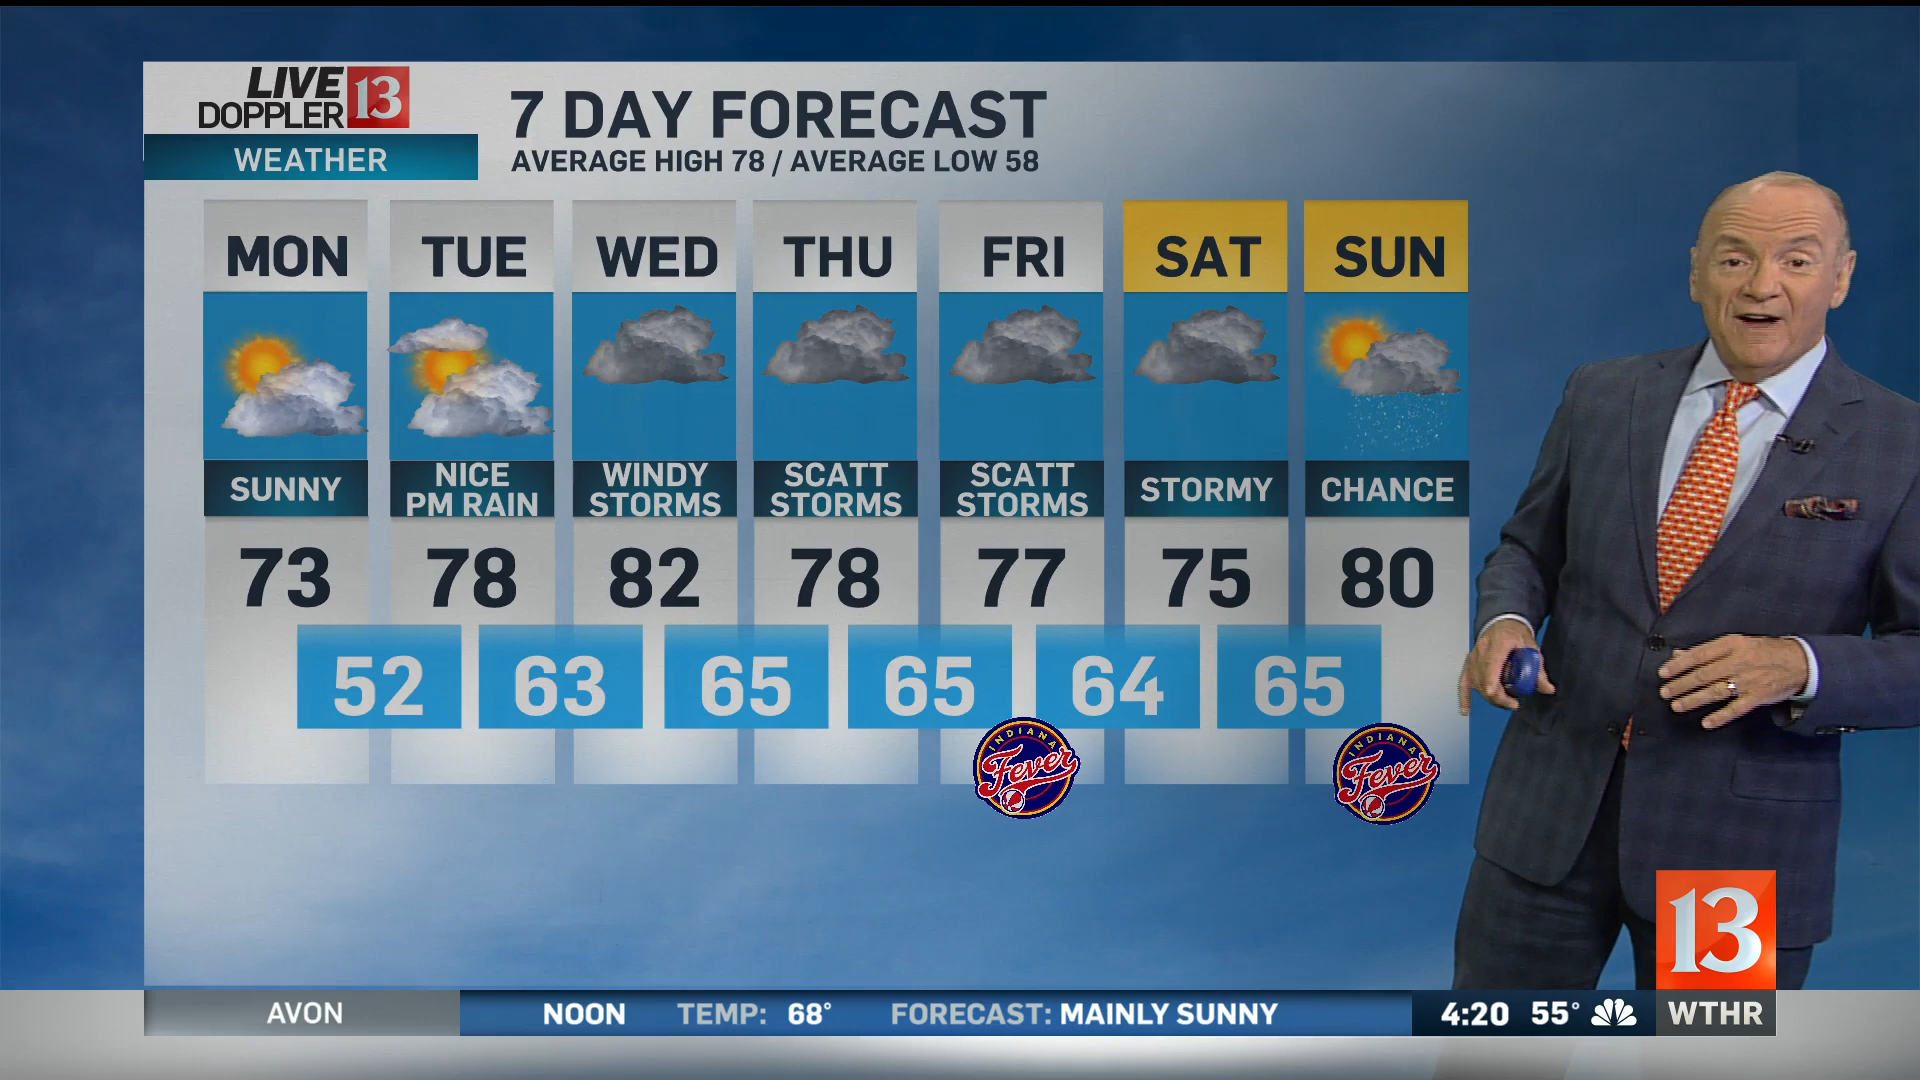 LIVE
DOPPLER 13
WEATHER
7 DAY FORECAST
AVERAGE HIGH 78 / AVERAGE LOW 58
MON TUE WED THU FRI SAT SUN
SUNNY
NICE
PM RAIN
WINDY
STORMS
SCATT
STORMS
SCATT
STORMS
STORMY
CHANCE
73 78 82 78 77 75 80
52 63 65 65 64 65
INDIANA
Fever
INDIANA
Fever
13
AVON NOON TEMP: 68° FORECAST: MAINLY SUNNY 4:20 55° WTHR